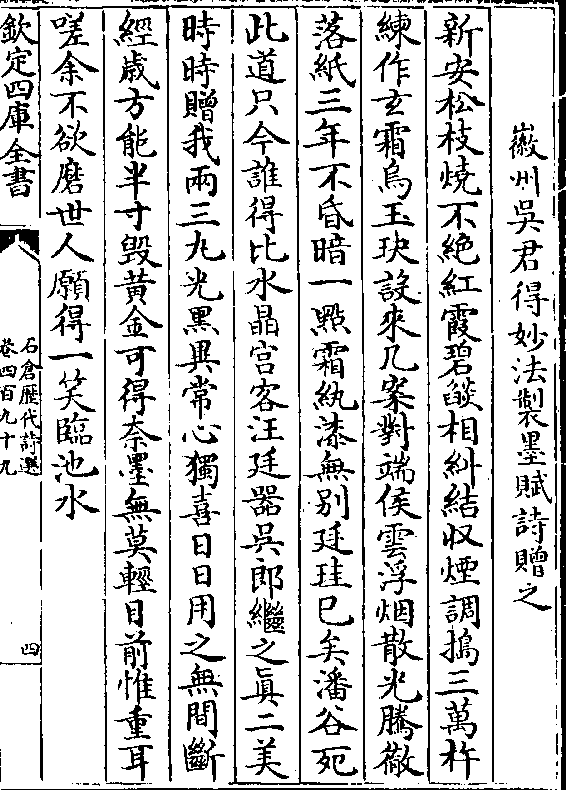 徽州吳君得妙法製墨賦詩贈之
新安松枝燒不絶紅霞碧燄相糾結収煙調搗三萬杵
練作玄霜烏玉玦設來几案對端侯雲浮烟散光騰徹
落紙三年不昏暗一點霜紈漆無别廷珪已矣潘谷死
此道只今誰得比水晶宫客汪廷器吳郎繼之真二美
時時贈我兩三丸光黒異常心獨喜日日用之無間斷
經歲方能半寸毀黄金可得奈墨無莫輕目前惟重耳
嗟余不欲磨世人願得一笑臨池水
欽定四庫全書
石倉歷代詩選
卷四百九十九
四